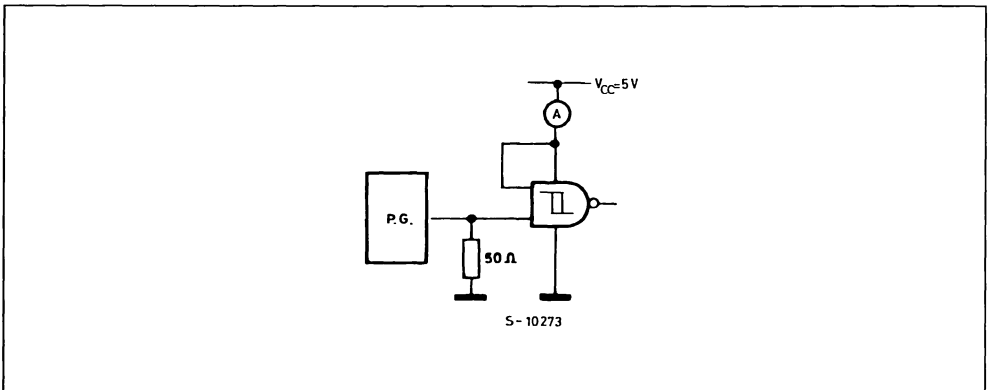 V_CC=5V
A
P.G.
50 Ω
S-10273